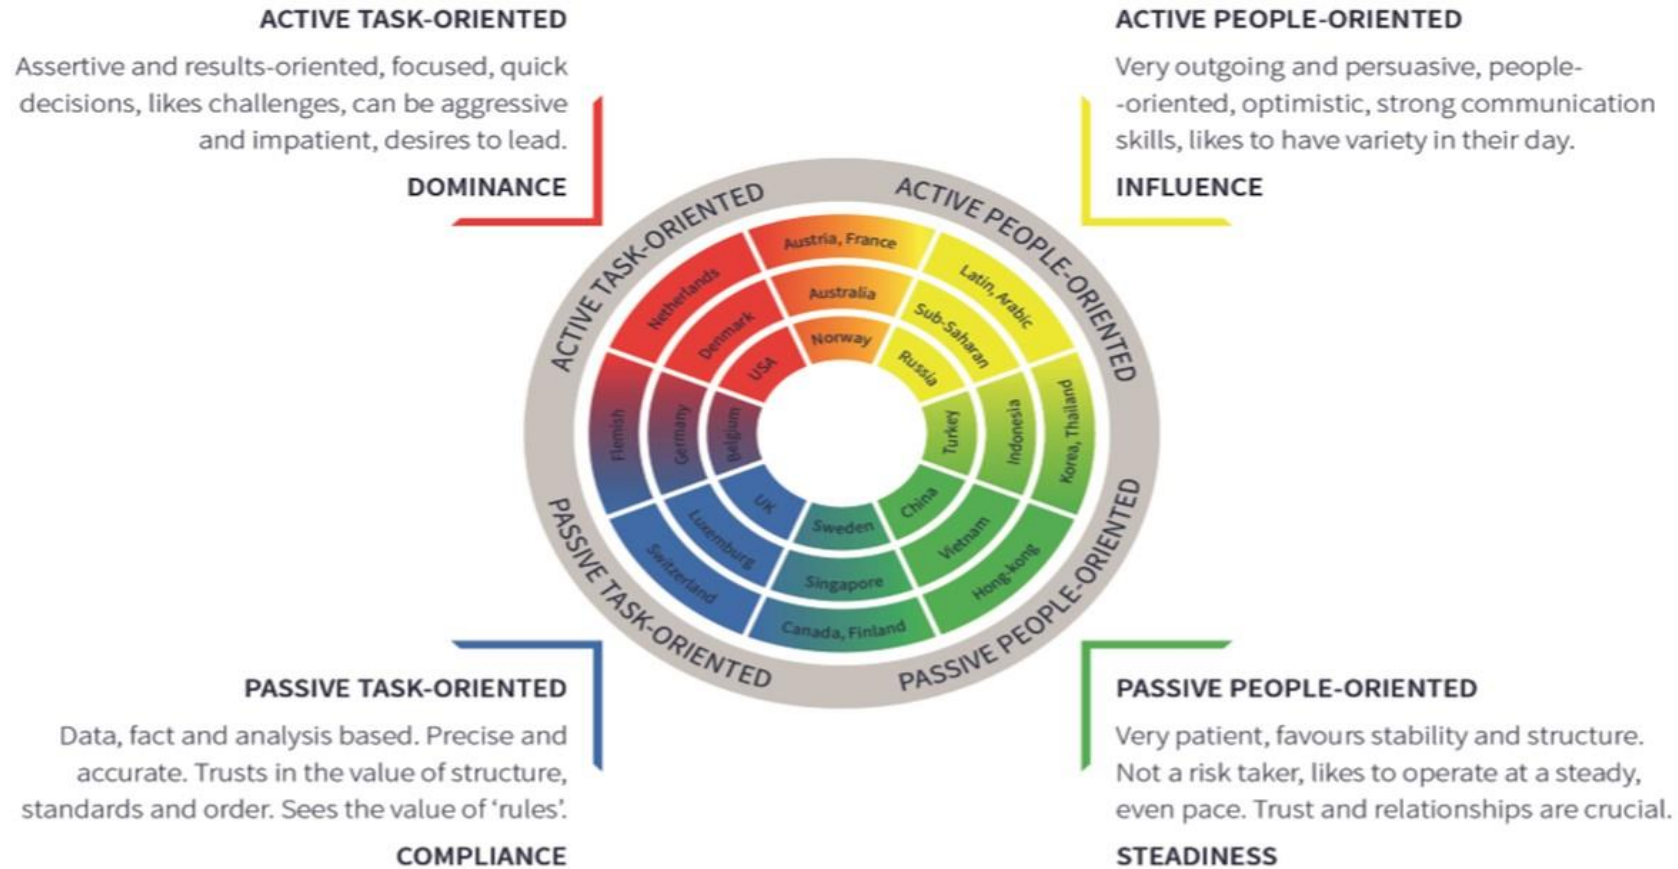 ACTIVE TASK-ORIENTED
Assertive and results-oriented, focused, quick
decisions, likes challenges, can be aggressive
and impatient, desires to lead.
DOMINANCE
ACTIVE PEOPLE-ORIENTED
Very outgoing and persuasive, people-
-oriented, optimistic, strong communication
skills, likes to have variety in their day.
INFLUENCE
ACTIVE TASK-ORIENTED
ACTIVE PEOPLE-ORIENTED
Austria, France
Australia
Norway
Netherlands
Denmark
USA
Latin, Arabic
Sub-Saharan
Russia
Flemish
Germany
Belgium
Turkey
Indonesia
Korea, Thailand
UK
Luxemburg
Switzerland
Sweden
Singapore
Canada, Finland
China
Vietnam
Hong-kong
PASSIVE TASK-ORIENTED
PASSIVE PEOPLE-ORIENTED
PASSIVE TASK-ORIENTED
Data, fact and analysis based. Precise and
accurate. Trusts in the value of structure,
standards and order. Sees the value of ‘rules’.
COMPLIANCE
PASSIVE PEOPLE-ORIENTED
Very patient, favours stability and structure.
Not a risk taker, likes to operate at a steady,
even pace. Trust and relationships are crucial.
STEADINESS